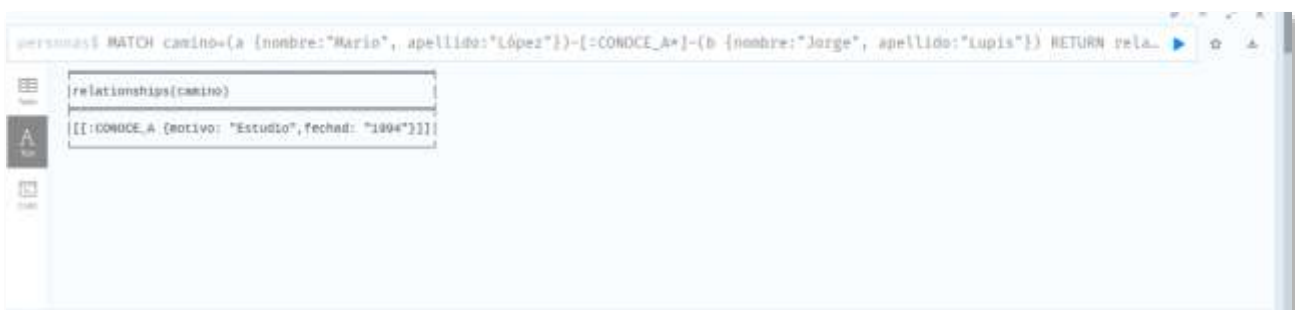 personas$ MATCH camino=(a {nombre:"Mario", apellido:"López"})-[:CONOCE_A*]-(b {nombre:"Jorge", apellido:"Lupis"}) RETURN rela…
relationships(camino)
[[:CONOCE_A {motivo: "Estudio",fechad: "1994"}]]
A